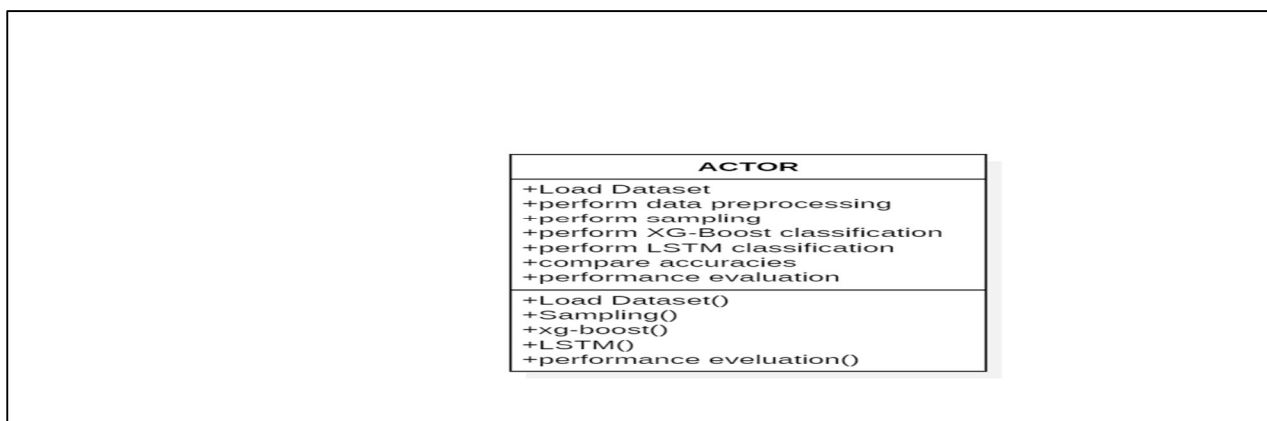 ACTOR
+Load Dataset
+perform data preprocessing
+perform sampling
+perform XG-Boost classification
+perform LSTM classification
+compare accuracies
+performance evaluation
+Load Dataset()
+Sampling()
+xg-boost()
+LSTM()
+performance eveluation()